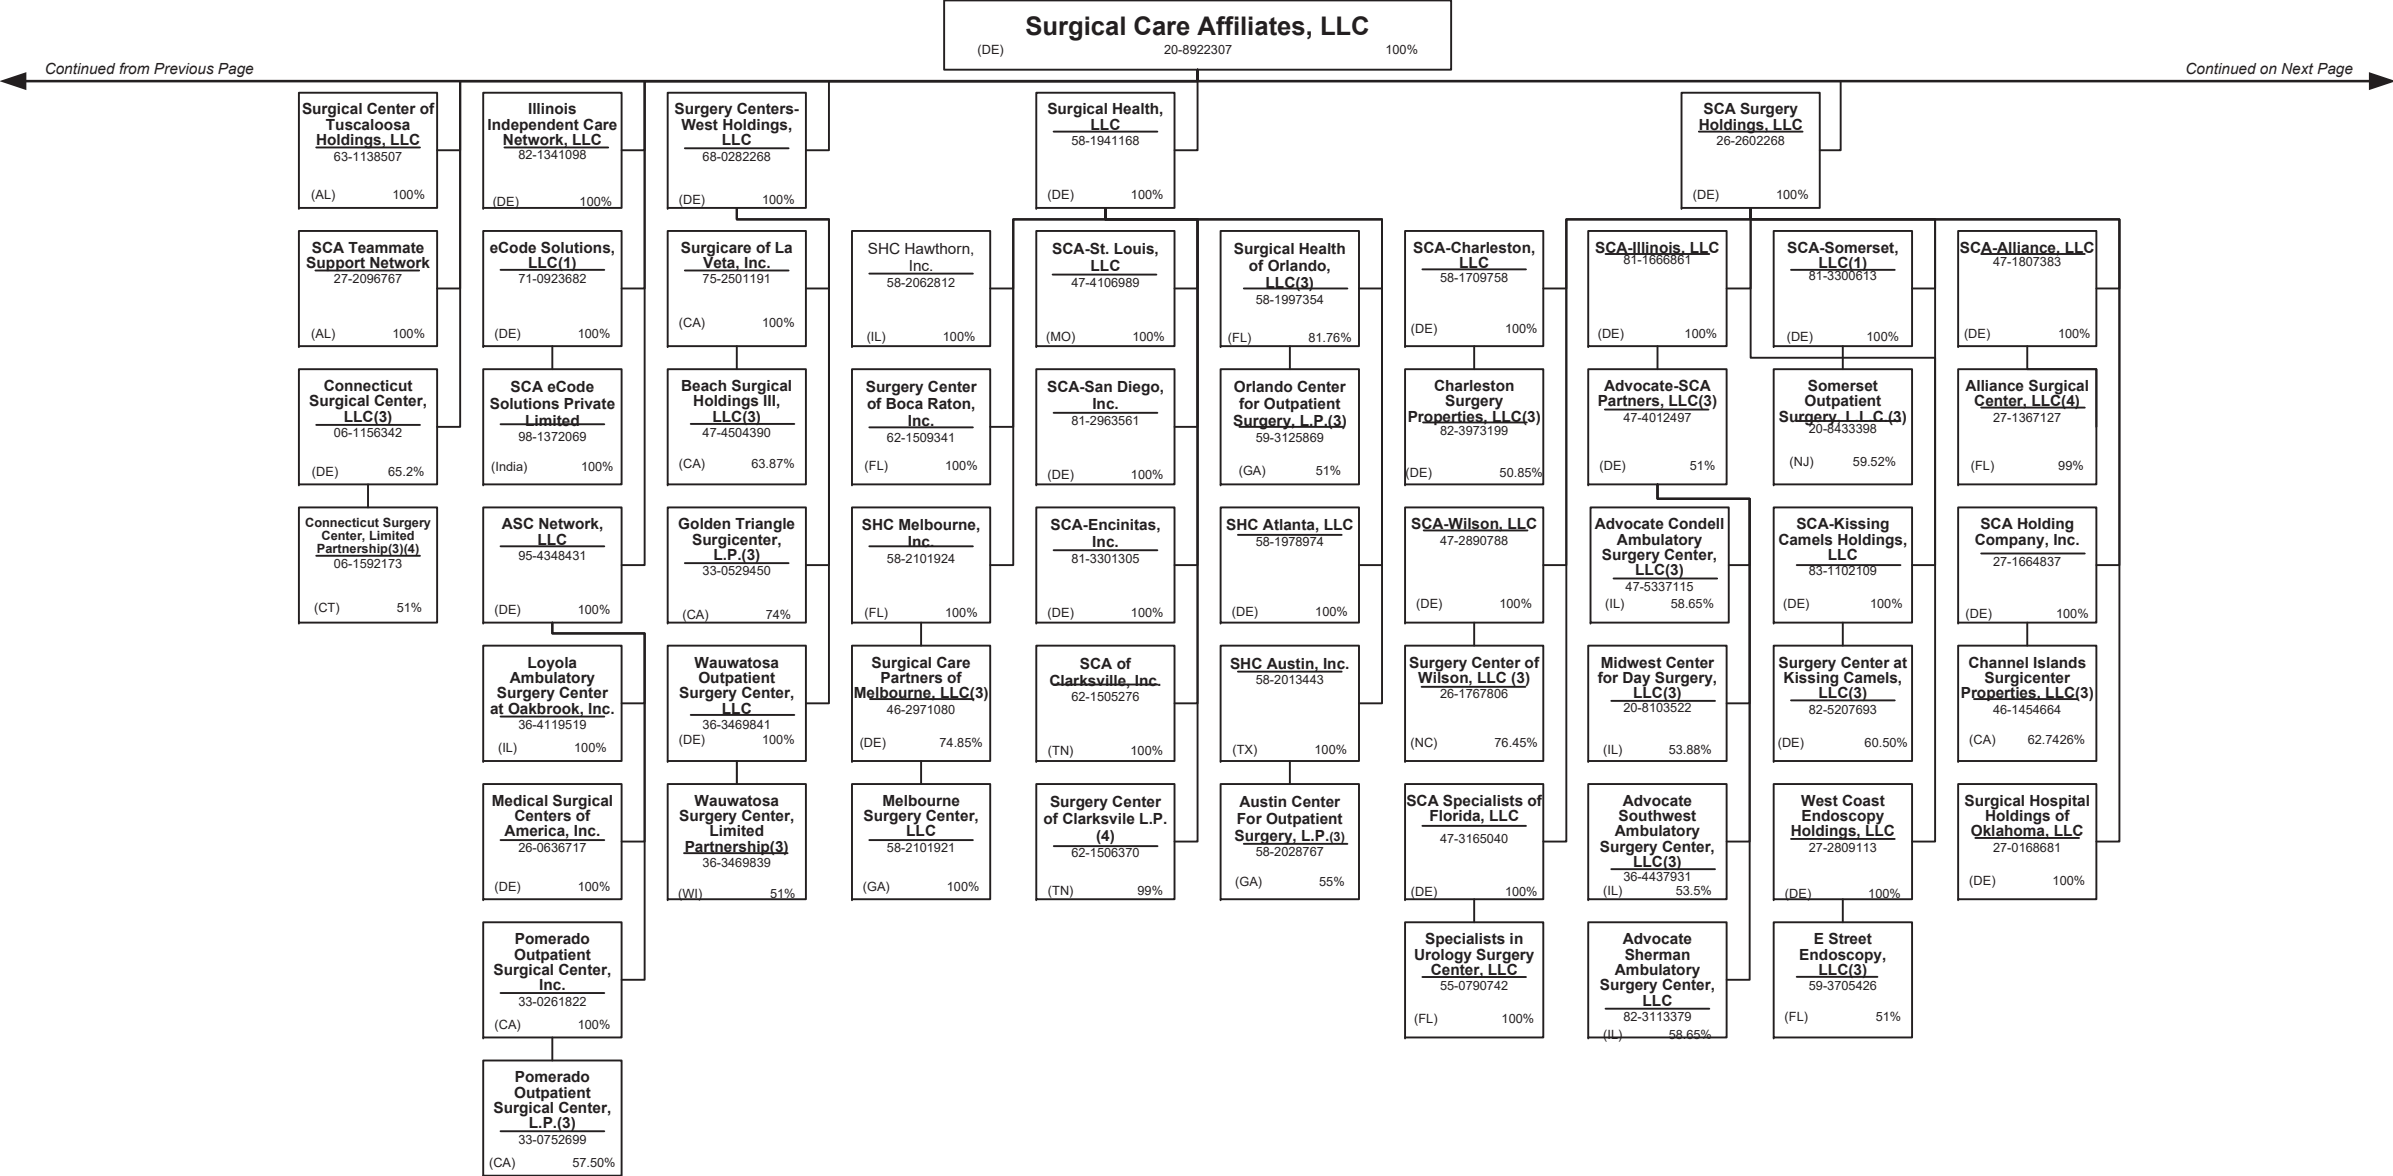 Surgical Care Affiliates, LLC
(DE) 20-8922307 100%
Continued from Previous Page
Continued on Next Page
Surgical Center of
Tuscaloosa
Holdings, LLC
63-1138507
(AL) 100%
Illinois
Independent Care
Network, LLC
82-1341098
(DE) 100%
Surgery Centers-
West Holdings,
LLC
68-0282268
(DE) 100%
Surgical Health,
LLC
58-1941168
(DE) 100%
SCA Surgery
Holdings, LLC
26-2602268
(DE) 100%
SCA Teammate
Support Network
27-2096767
(AL) 100%
eCode Solutions,
LLC(1)
71-0923682
(DE) 100%
Surgicare of La
Veta, Inc.
75-2501191
(CA) 100%
SHC Hawthorn,
Inc.
58-2062812
(IL) 100%
SCA-St. Louis,
LLC
47-4106989
(MO) 100%
Surgical Health
of Orlando,
LLC(3)
58-1997354
(FL) 81.76%
SCA-Charleston,
LLC
58-1709758
(DE) 100%
SCA-Illinois, LLC
81-1666861
(DE) 100%
SCA-Somerset,
LLC(1)
81-3300613
(DE) 100%
SCA-Alliance, LLC
47-1807383
(DE) 100%
Connecticut
Surgical Center,
LLC(3)
06-1156342
(DE) 65.2%
SCA eCode
Solutions Private
Limited
98-1372069
(India) 100%
Beach Surgical
Holdings III,
LLC(3)
47-4504390
(CA) 63.87%
Surgery Center
of Boca Raton,
Inc.
62-1509341
(FL) 100%
SCA-San Diego,
Inc.
81-2963561
(DE) 100%
Orlando Center
for Outpatient
Surgery, L.P.(3)
59-3125869
(GA) 51%
Charleston
Surgery
Properties, LLC(3)
82-3973199
(DE) 50.85%
Advocate-SCA
Partners, LLC(3)
47-4012497
(DE) 51%
Somerset
Outpatient
Surgery, L.L.C.(3)
20-8433398
(NJ) 59.52%
Alliance Surgical
Center, LLC(4)
27-1367127
(FL) 99%
Connecticut Surgery
Center, Limited
Partnership(3)(4)
06-1592173
(CT) 51%
ASC Network,
LLC
95-4348431
(DE) 100%
Golden Triangle
Surgicenter,
L.P.(3)
33-0529450
(CA) 74%
SHC Melbourne,
Inc.
58-2101924
(FL) 100%
SCA-Encinitas,
Inc.
81-3301305
(DE) 100%
SHC Atlanta, LLC
58-1978974
(DE) 100%
SCA-Wilson, LLC
47-2890788
(DE) 100%
Advocate Condell
Ambulatory
Surgery Center,
LLC(3)
47-5337115
(IL) 58.65%
SCA-Kissing
Camels Holdings,
LLC
83-1102109
(DE) 100%
SCA Holding
Company, Inc.
27-1664837
(DE) 100%
Loyola
Ambulatory
Surgery Center
at Oakbrook, Inc.
36-4119519
(IL) 100%
Wauwatosa
Outpatient
Surgery Center,
LLC
36-3469841
(DE) 100%
Surgical Care
Partners of
Melbourne, LLC(3)
46-2971080
(DE) 74.85%
SCA of
Clarksville, Inc.
62-1505276
(TN) 100%
SHC Austin, Inc.
58-2013443
(TX) 100%
Surgery Center of
Wilson, LLC (3)
26-1767806
(NC) 76.45%
Midwest Center
for Day Surgery,
LLC(3)
20-8103522
(IL) 53.88%
Surgery Center at
Kissing Camels,
LLC(3)
82-5207693
(DE) 60.50%
Channel Islands
Surgicenter
Properties, LLC(3)
46-1454664
(CA) 62.7426%
Medical Surgical
Centers of
America, Inc.
26-0636717
(DE) 100%
Wauwatosa
Surgery Center,
Limited
Partnership(3)
36-3469839
(WI) 51%
Melbourne
Surgery Center,
LLC
58-2101921
(GA) 100%
Surgery Center
of Clarksvile L.P.
(4)
62-1506370
(TN) 99%
Austin Center
For Outpatient
Surgery, L.P.(3)
58-2028767
(GA) 55%
SCA Specialists of
Florida, LLC
47-3165040
(DE) 100%
Advocate
Southwest
Ambulatory
Surgery Center,
LLC(3)
36-4437931
(IL) 53.5%
West Coast
Endoscopy
Holdings, LLC
27-2809113
(DE) 100%
Surgical Hospital
Holdings of
Oklahoma, LLC
27-0168681
(DE) 100%
Pomerado
Outpatient
Surgical Center,
Inc.
33-0261822
(CA) 100%
Specialists in
Urology Surgery
Center, LLC
55-0790742
(FL) 100%
Advocate
Sherman
Ambulatory
Surgery Center,
LLC
82-3113379
(IL) 58.65%
E Street
Endoscopy,
LLC(3)
59-3705426
(FL) 51%
Pomerado
Outpatient
Surgical Center,
L.P.(3)
33-0752699
(CA) 57.50%